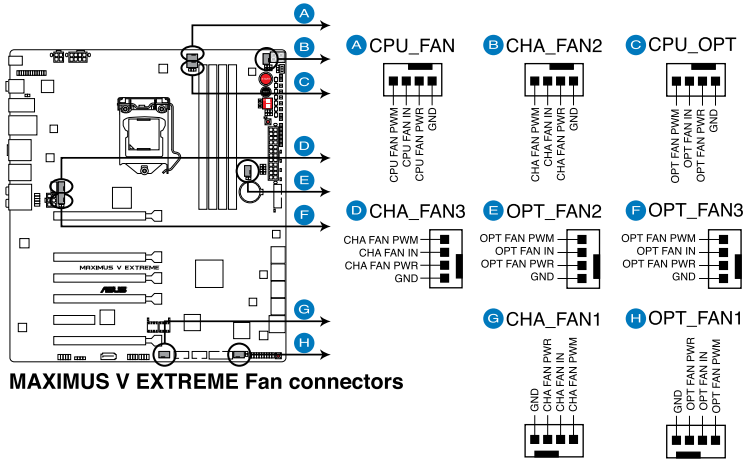 A
B
C
D
E
F
G
H
MAXIMUS V EXTREME
ASUS
MAXIMUS V EXTREME Fan connectors
A CPU_FAN
CPU FAN PWM
CPU FAN IN
CPU FAN PWR
GND
B CHA_FAN2
CHA FAN PWM
CHA FAN IN
CHA FAN PWR
GND
C CPU_OPT
OPT FAN PWM
OPT FAN IN
OPT FAN PWR
GND
D CHA_FAN3
CHA FAN PWM
CHA FAN IN
CHA FAN PWR
GND
E OPT_FAN2
OPT FAN PWM
OPT FAN IN
OPT FAN PWR
GND
F OPT_FAN3
OPT FAN PWM
OPT FAN IN
OPT FAN PWR
GND
G CHA_FAN1
GND
CHA FAN PWR
CHA FAN IN
CHA FAN PWM
H OPT_FAN1
GND
OPT FAN PWR
OPT FAN IN
OPT FAN PWM